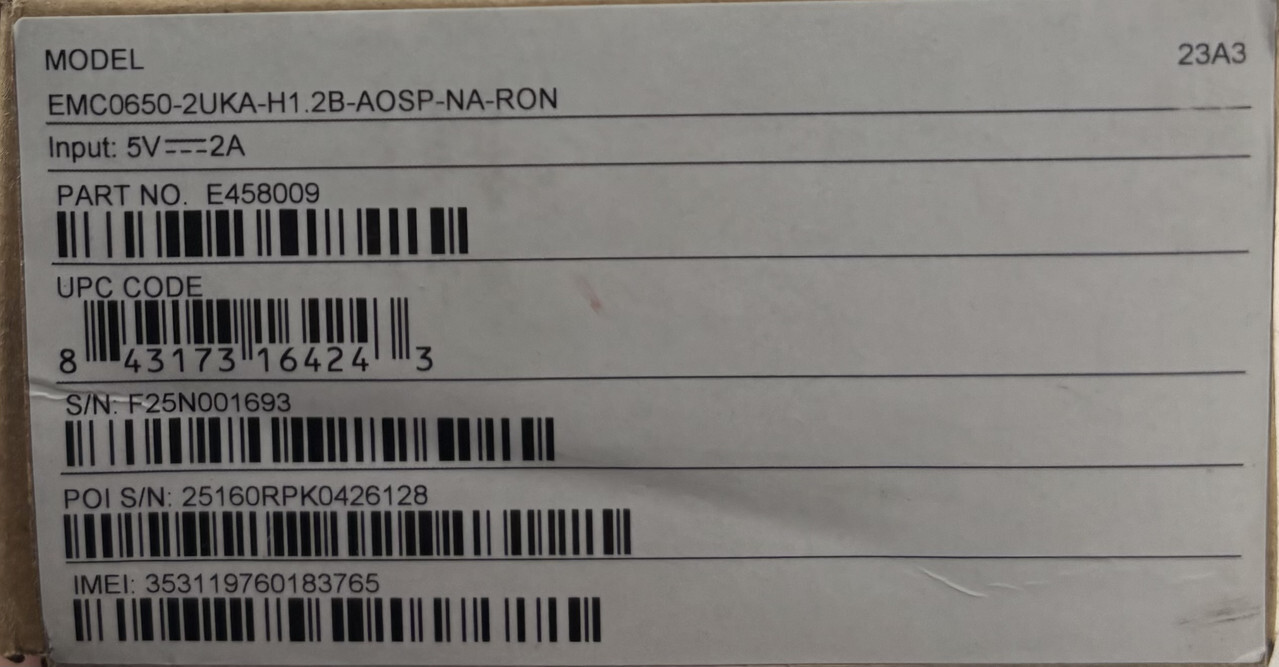 MODEL 23A3
EMC0650-2UKA-H1.2B-AOSP-NA-RON
Input: 5V⎓2A
PART NO. E458009
UPC CODE
8 43173 16424 3
S/N: F25N001693
POI S/N: 25160RPK0426128
IMEI: 353119760183765